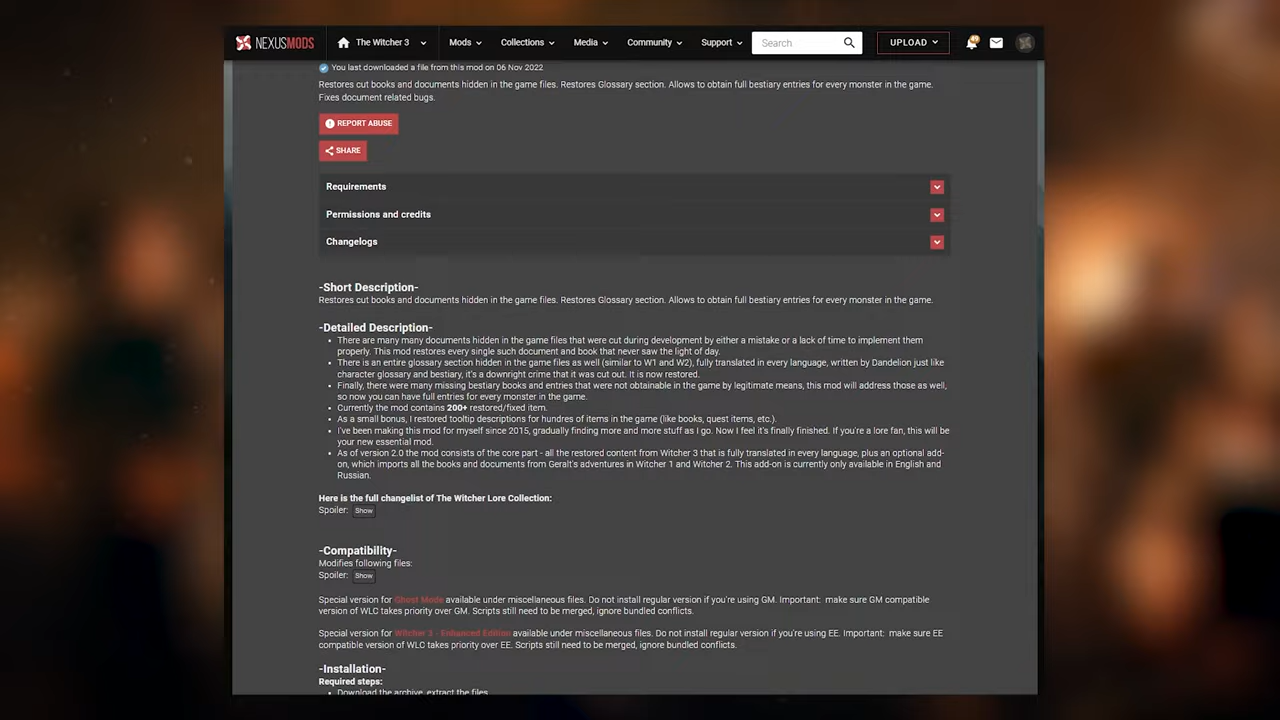 NEXUSMODS
The Witcher 3
Mods
Collections
Media
Community
Support
Search
UPLOAD
You last downloaded a file from this mod on 06 Nov 2022
Restores cut books and documents hidden in the game files. Restores Glossary section. Allows to obtain full bestiary entries for every monster in the game.
Fixes document related bugs.
REPORT ABUSE
SHARE
Requirements
Permissions and credits
Changelogs
-Short Description-
Restores cut books and documents hidden in the game files. Restores Glossary section. Allows to obtain full bestiary entries for every monster in the game.
-Detailed Description-
• There are many many documents hidden in the game files that were cut during development by either a mistake or a lack of time to implement them
properly. This mod restores every single such document and book that never saw the light of day.
• There is an entire glossary section hidden in the game files as well (similar to W1 and W2), fully translated in every language, written by Dandelion just like
character glossary and bestiary, it's a downright crime that it was cut out. It is now restored.
• Finally, there were many missing bestiary books and entries that were not obtainable in the game by legitimate means, this mod will address those as well,
so now you can have full entries for every monster in the game.
• Currently the mod contains 200+ restored/fixed item.
• As a small bonus, I restored tooltip descriptions for hundres of items in the game (like books, quest items, etc.).
• I've been making this mod for myself since 2015, gradually finding more and more stuff as I go. Now I feel it's finally finished. If you're a lore fan, this will be
your new essential mod.
• As of version 2.0 the mod consists of the core part - all the restored content from Witcher 3 that is fully translated in every language, plus an optional add-
on, which imports all the books and documents from Geralt's adventures in Witcher 1 and Witcher 2. This add-on is currently only available in English and
Russian.
Here is the full changelist of The Witcher Lore Collection:
Spoiler: Show
-Compatibility-
Modifies following files:
Spoiler: Show
Special version for Ghost Mode available under miscellaneous files. Do not install regular version if you're using GM. Important: make sure GM compatible
version of WLC takes priority over GM. Scripts still need to be merged, ignore bundled conflicts.
Special version for Witcher 3 - Enhanced Edition available under miscellaneous files. Do not install regular version if you're using EE. Important: make sure EE
compatible version of WLC takes priority over EE. Scripts still need to be merged, ignore bundled conflicts.
-Installation-
Required steps:
• Download the archive, extract the files